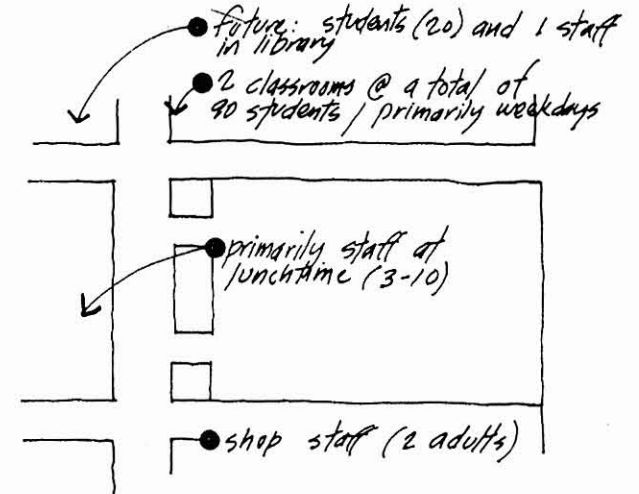 future: students (20) and 1 staff
in library
2 classrooms @ a total of
90 students / primarily weekdays
primarily staff at
lunchtime (3-10)
shop staff (2 adults)